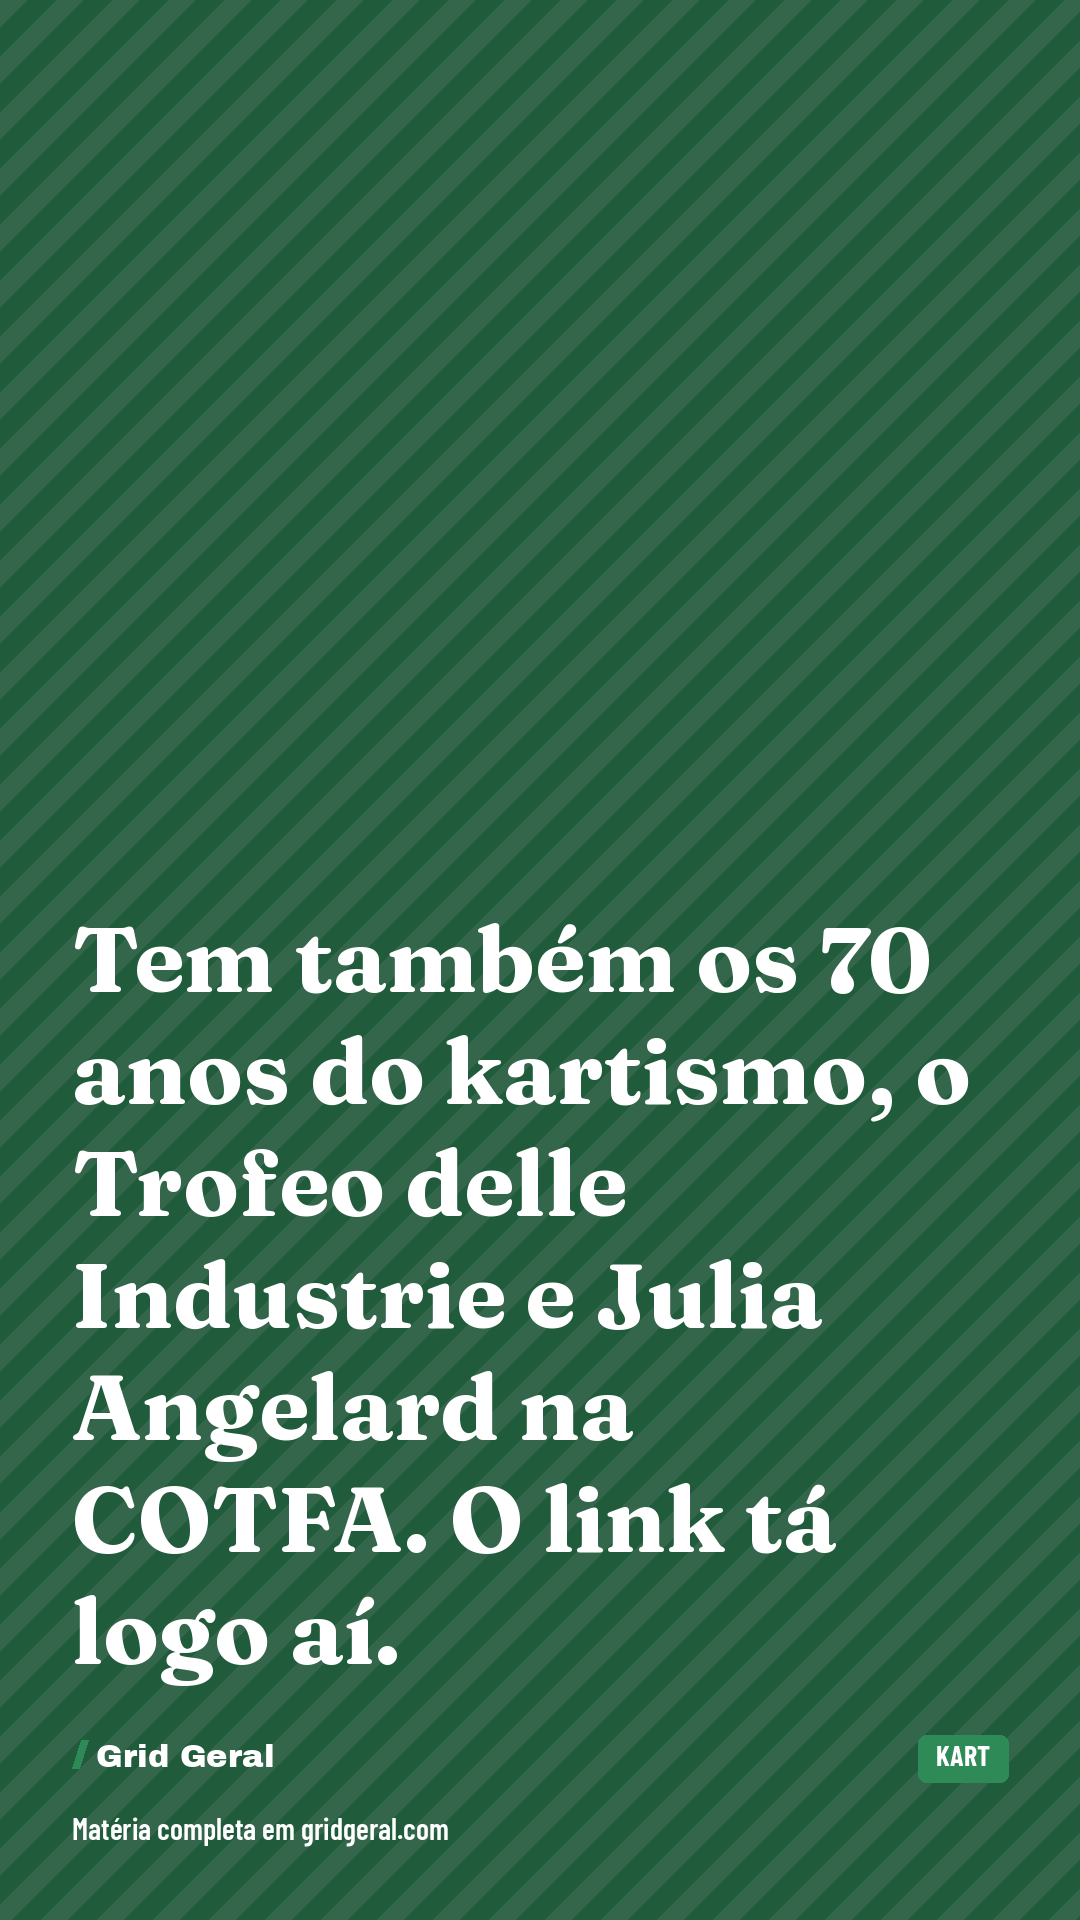 Tem também os 70
anos do kartismo, o
Trofeo delle
Industrie e Julia
Angelard na
COTFA. O link tá
logo aí.
/ Grid Geral
KART
Matéria completa em gridgeral.com